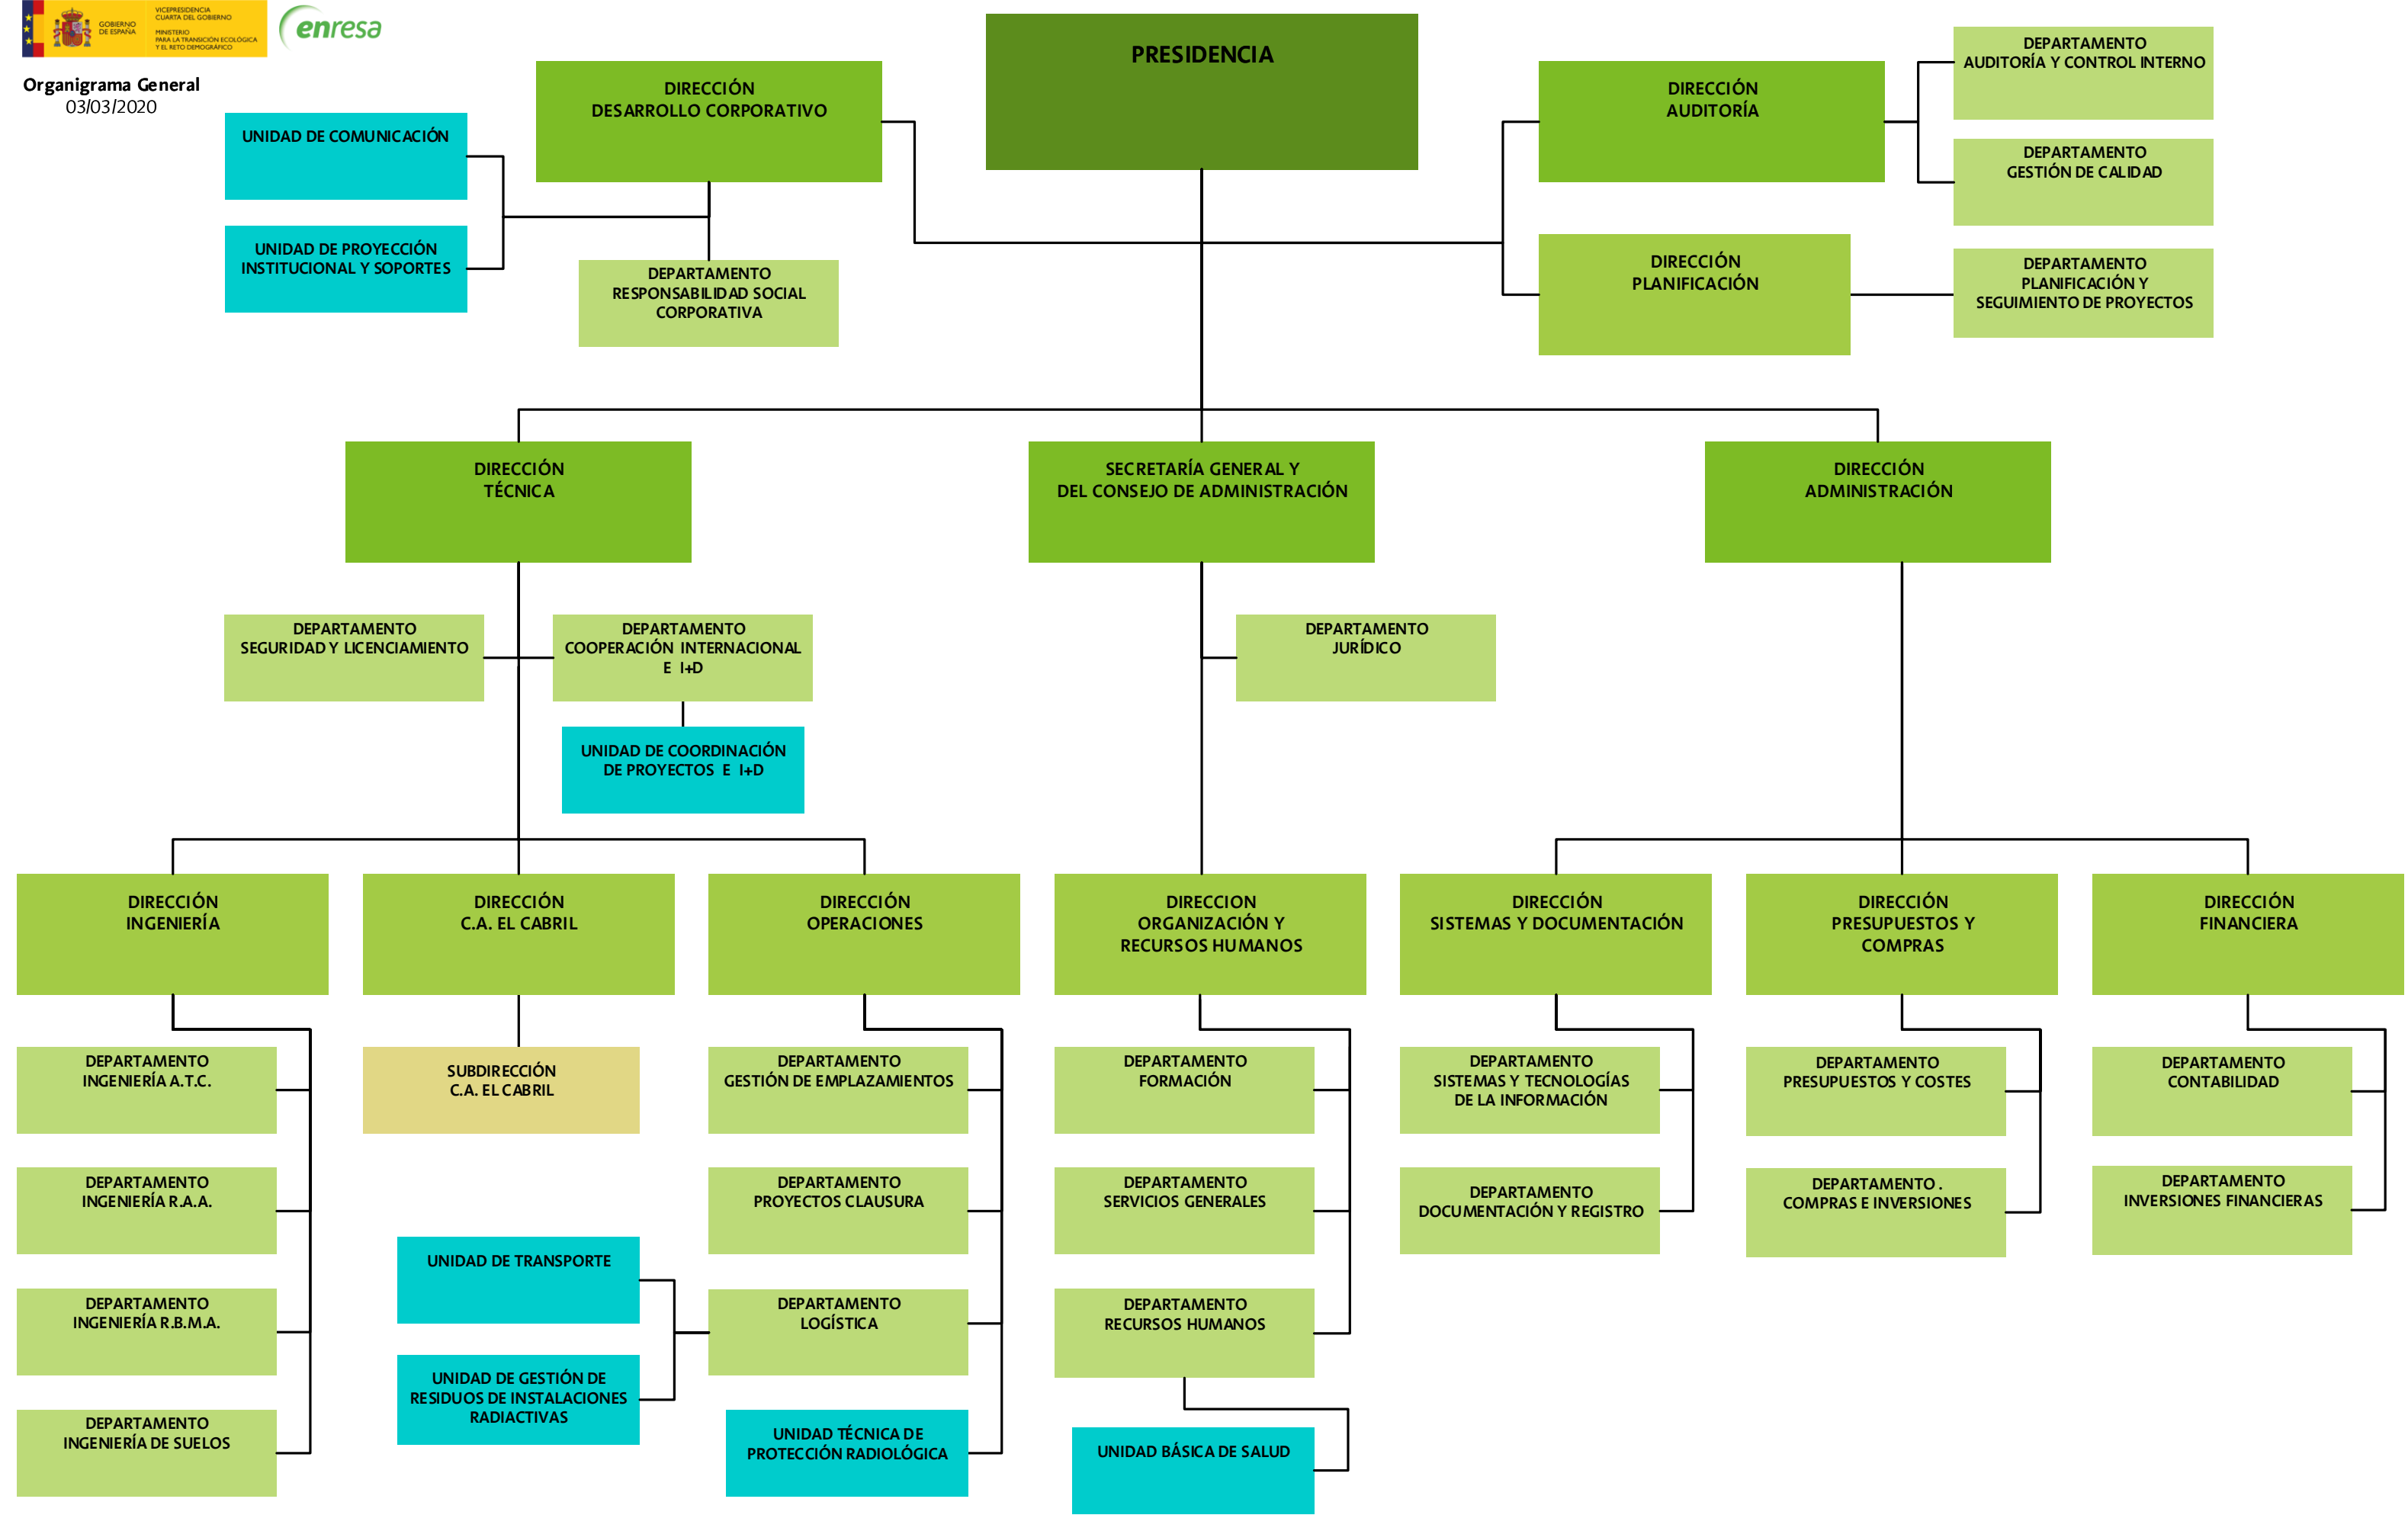 GOBIERNO
DE ESPAÑA
VICEPRESIDENCIA
CUARTA DEL GOBIERNO
MINISTERIO
PARA LA TRANSICIÓN ECOLÓGICA
Y EL RETO DEMOGRÁFICO
enresa
Organigrama General
03/03/2020
PRESIDENCIA
DIRECCIÓN
DESARROLLO CORPORATIVO
UNIDAD DE COMUNICACIÓN
UNIDAD DE PROYECCIÓN
INSTITUCIONAL Y SOPORTES
DEPARTAMENTO
RESPONSABILIDAD SOCIAL
CORPORATIVA
DIRECCIÓN
AUDITORÍA
DEPARTAMENTO
AUDITORÍA Y CONTROL INTERNO
DEPARTAMENTO
GESTIÓN DE CALIDAD
DIRECCIÓN
PLANIFICACIÓN
DEPARTAMENTO
PLANIFICACIÓN Y
SEGUIMIENTO DE PROYECTOS
DIRECCIÓN
TÉCNICA
SECRETARÍA GENERAL Y
DEL CONSEJO DE ADMINISTRACIÓN
DIRECCIÓN
ADMINISTRACIÓN
DEPARTAMENTO
SEGURIDAD Y LICENCIAMIENTO
DEPARTAMENTO
COOPERACIÓN INTERNACIONAL
E I+D
UNIDAD DE COORDINACIÓN
DE PROYECTOS E I+D
DEPARTAMENTO
JURÍDICO
DIRECCIÓN
INGENIERÍA
DIRECCIÓN
C.A. EL CABRIL
DIRECCIÓN
OPERACIONES
DIRECCION
ORGANIZACIÓN Y
RECURSOS HUMANOS
DIRECCIÓN
SISTEMAS Y DOCUMENTACIÓN
DIRECCIÓN
PRESUPUESTOS Y
COMPRAS
DIRECCIÓN
FINANCIERA
DEPARTAMENTO
INGENIERÍA A.T.C.
DEPARTAMENTO
INGENIERÍA R.A.A.
DEPARTAMENTO
INGENIERÍA R.B.M.A.
DEPARTAMENTO
INGENIERÍA DE SUELOS
SUBDIRECCIÓN
C.A. EL CABRIL
DEPARTAMENTO
GESTIÓN DE EMPLAZAMIENTOS
DEPARTAMENTO
PROYECTOS CLAUSURA
DEPARTAMENTO
LOGÍSTICA
UNIDAD DE TRANSPORTE
UNIDAD DE GESTIÓN DE
RESIDUOS DE INSTALACIONES
RADIACTIVAS
UNIDAD TÉCNICA DE
PROTECCIÓN RADIOLÓGICA
DEPARTAMENTO
FORMACIÓN
DEPARTAMENTO
SERVICIOS GENERALES
DEPARTAMENTO
RECURSOS HUMANOS
UNIDAD BÁSICA DE SALUD
DEPARTAMENTO
SISTEMAS Y TECNOLOGÍAS
DE LA INFORMACIÓN
DEPARTAMENTO
DOCUMENTACIÓN Y REGISTRO
DEPARTAMENTO
PRESUPUESTOS Y COSTES
DEPARTAMENTO .
COMPRAS E INVERSIONES
DEPARTAMENTO
CONTABILIDAD
DEPARTAMENTO
INVERSIONES FINANCIERAS